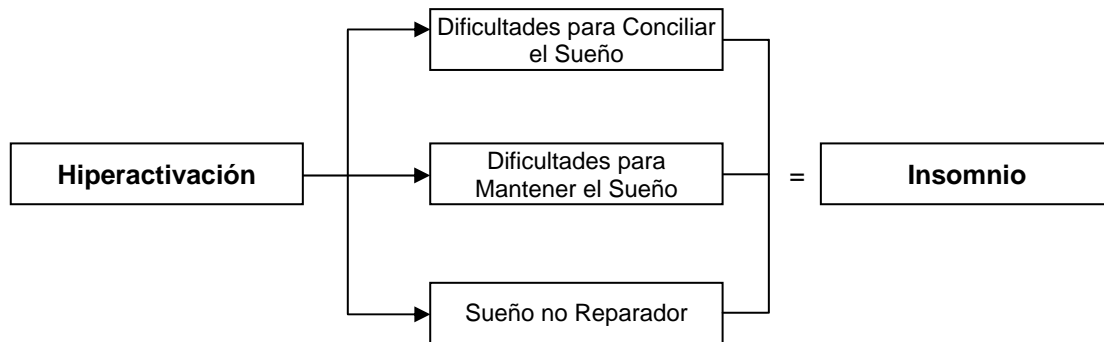 Dificultades para Conciliar
el Sueño
Hiperactivación
Dificultades para
Mantener el Sueño
=
Insomnio
Sueño no Reparador